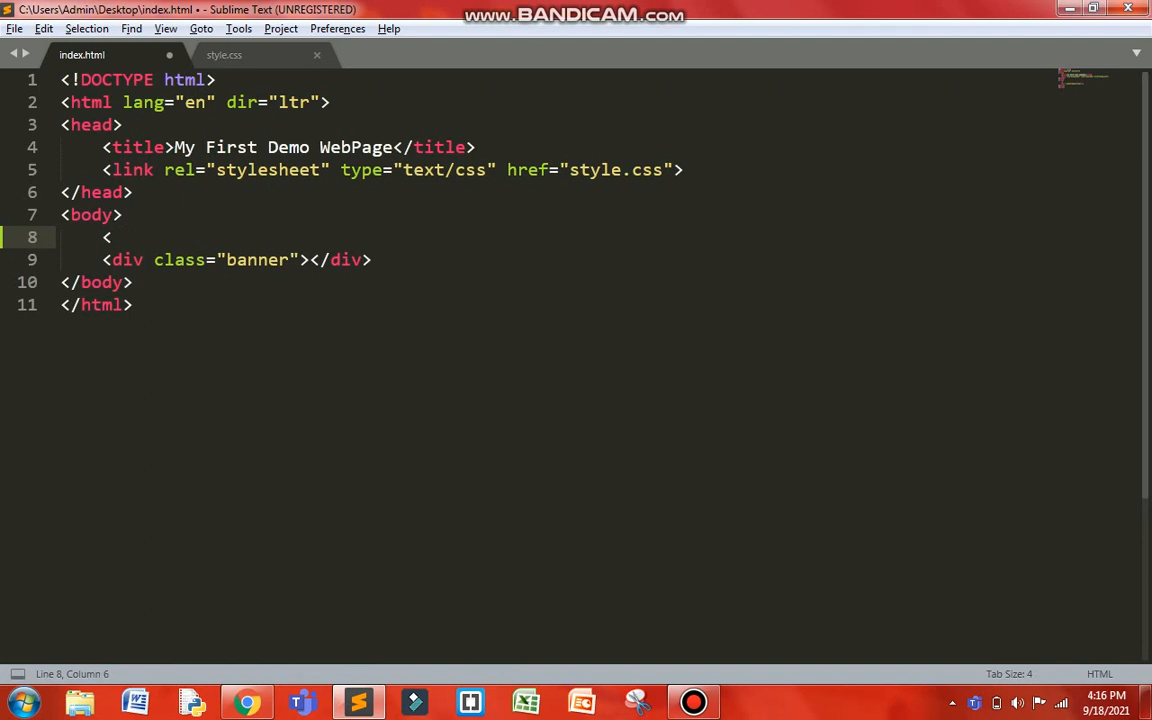 C:\Users\Admin\Desktop\index.html • - Sublime Text (UNREGISTERED)
www.BANDICAM.com
File Edit Selection Find View Goto Tools Project Preferences Help
index.html style.css
1 <!DOCTYPE html>
2 <html lang="en" dir="ltr">
3 <head>
4 <title>My First Demo WebPage</title>
5 <link rel="stylesheet" type="text/css" href="style.css">
6 </head>
7 <body>
8 <
9 <div class="banner"></div>
10 </body>
11 </html>
Line 8, Column 6 Tab Size: 4 HTML
4:16 PM
9/18/2021